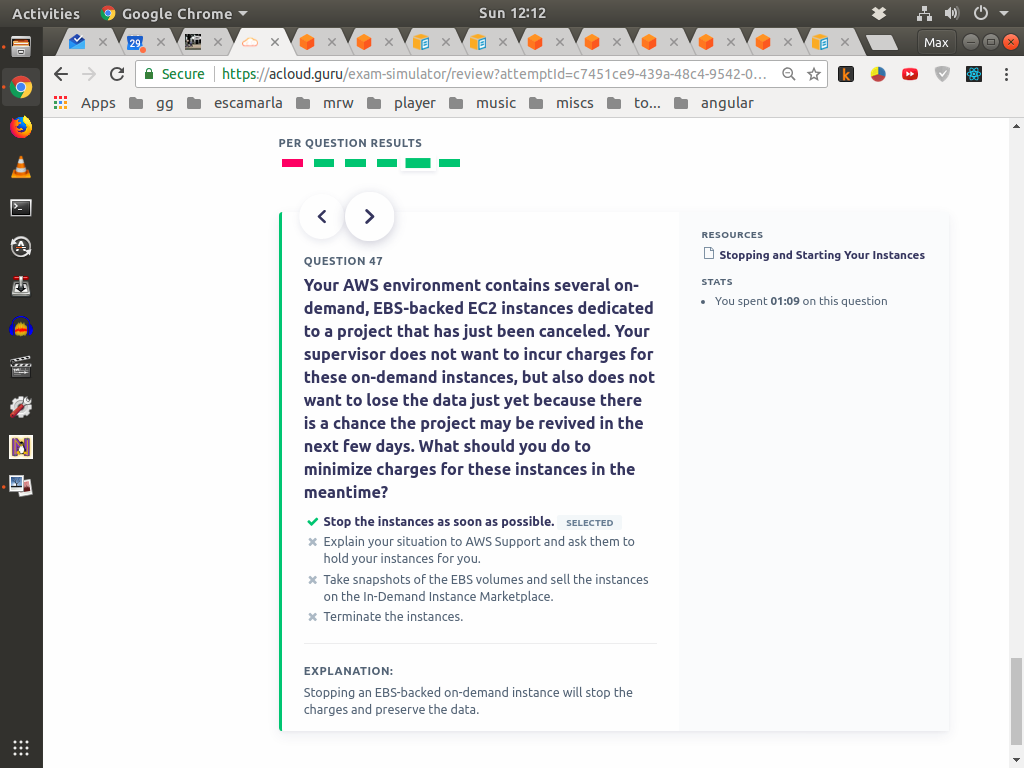 Activities Google Chrome Sun 12:12
29 Max
Secure https://acloud.guru/exam-simulator/review?attemptId=c7451ce9-439a-48c4-9542-0...
Apps gg escamarla mrw player music miscs to... angular
PER QUESTION RESULTS
QUESTION 47
Your AWS environment contains several on-
demand, EBS-backed EC2 instances dedicated
to a project that has just been canceled. Your
supervisor does not want to incur charges for
these on-demand instances, but also does not
want to lose the data just yet because there
is a chance the project may be revived in the
next few days. What should you do to
minimize charges for these instances in the
meantime?
Stop the instances as soon as possible. SELECTED
Explain your situation to AWS Support and ask them to
hold your instances for you.
Take snapshots of the EBS volumes and sell the instances
on the In-Demand Instance Marketplace.
Terminate the instances.
EXPLANATION:
Stopping an EBS-backed on-demand instance will stop the
charges and preserve the data.
RESOURCES
Stopping and Starting Your Instances
STATS
You spent 01:09 on this question